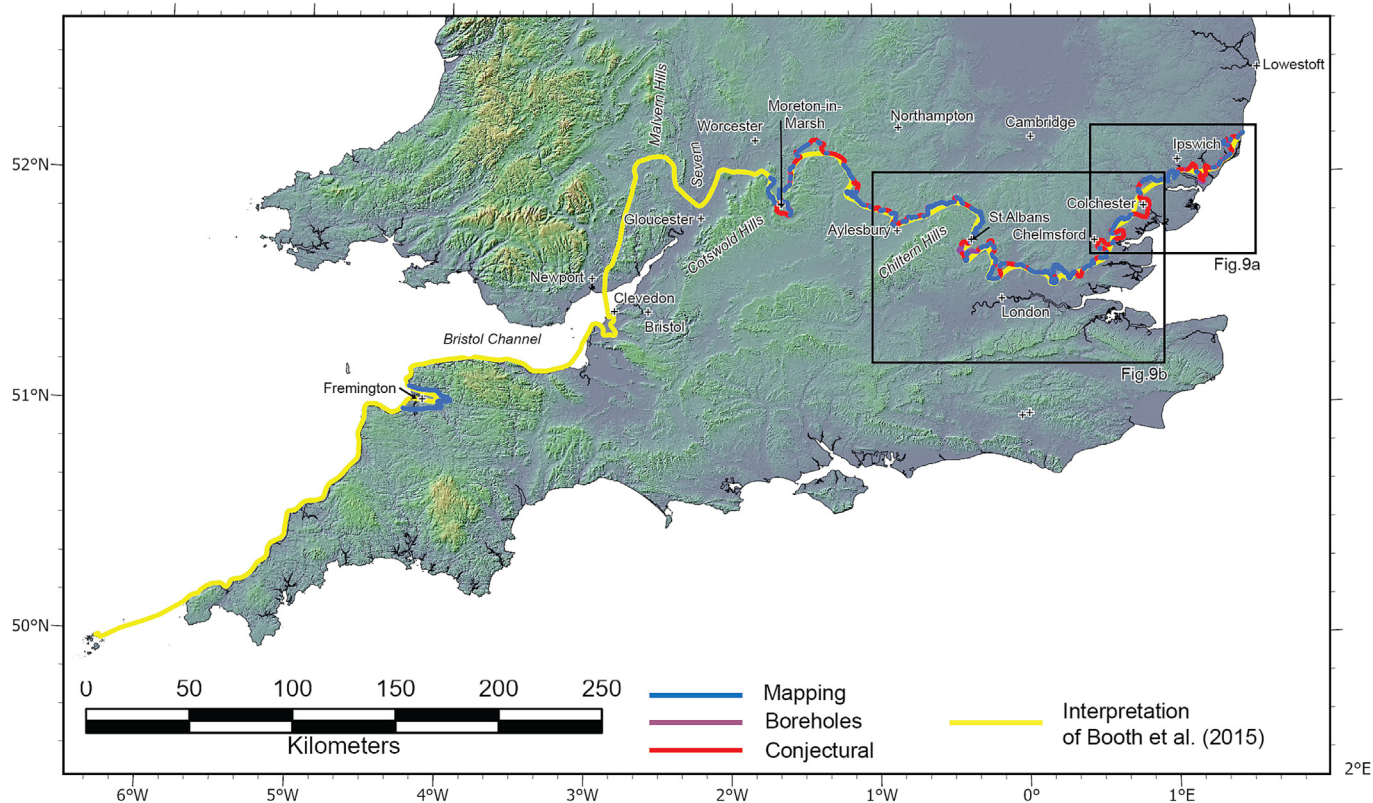 Lowestoft
Malvern Hills
Moreton-in-
Marsh
Northampton
Worcester
Cambridge
52°N
Severn
Ipswich
Colchester
Gloucester
St Albans
Aylesbury
Chelmsford
Cotswold Hills
Chiltern Hills
Fig.9a
Newport
Clevedon
London
Bristol
Bristol Channel
Fig.9b
51°N
Fremington
50°N
0 50 100 150 200 250
Kilometers
Mapping
Boreholes
Conjectural
Interpretation
of Booth et al. (2015)
2°E
6°W 5°W 4°W 3°W 2°W 1°W 0° 1°E